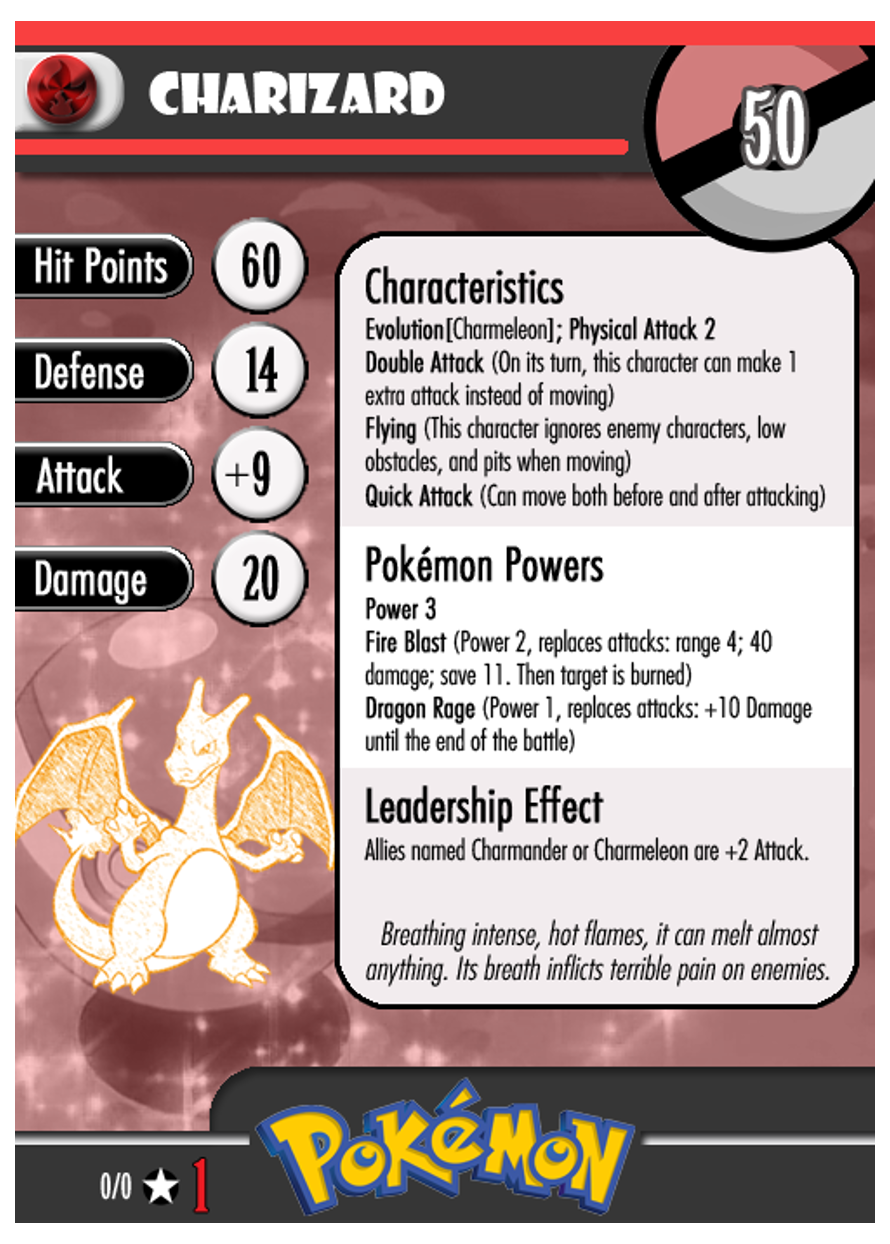 CHARIZARD
50
Hit Points 60
Defense 14
Attack +9
Damage 20
Characteristics
Evolution[Charmeleon]; Physical Attack 2
Double Attack (On its turn, this character can make 1
extra attack instead of moving)
Flying (This character ignores enemy characters, low
obstacles, and pits when moving)
Quick Attack (Can move both before and after attacking)
Pokémon Powers
Power 3
Fire Blast (Power 2, replaces attacks: range 4; 40
damage; save 11. Then target is burned)
Dragon Rage (Power 1, replaces attacks: +10 Damage
until the end of the battle)
Leadership Effect
Allies named Charmander or Charmeleon are +2 Attack.
Breathing intense, hot flames, it can melt almost
anything. Its breath inflicts terrible pain on enemies.
POKéMON
0/0 ★ 1